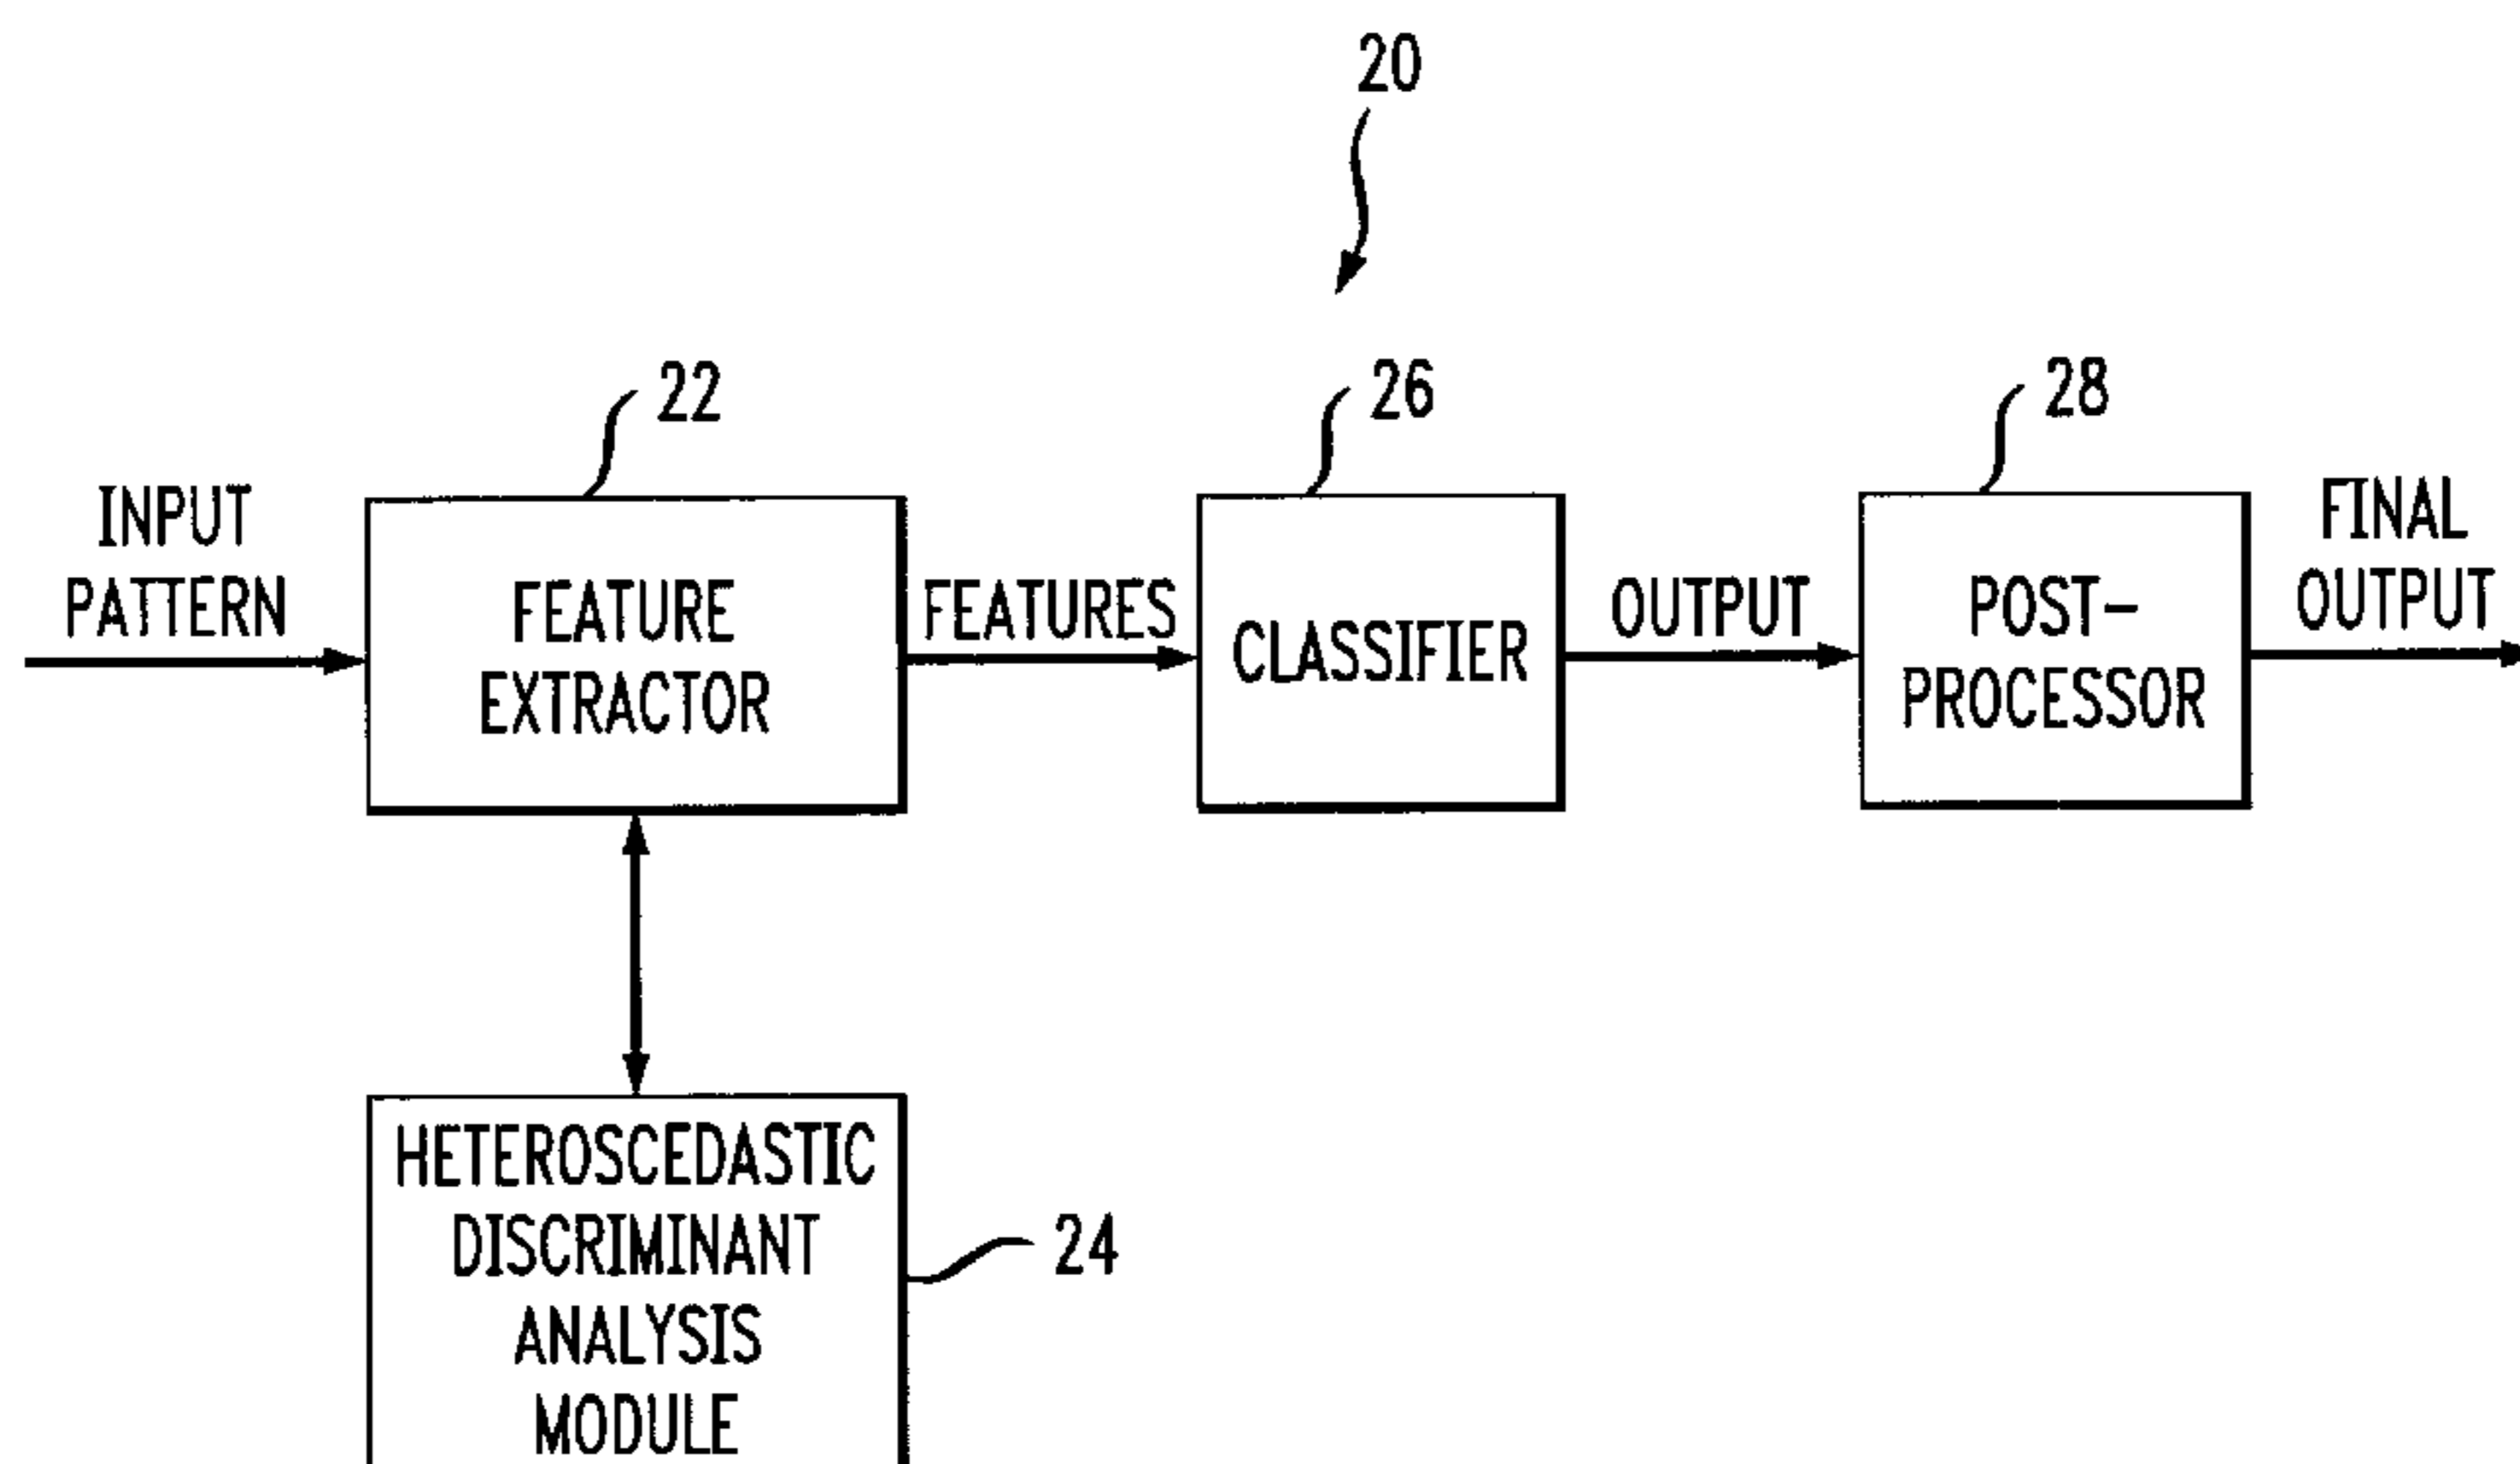 20
22
26
28
INPUT
PATTERN
FEATURE
EXTRACTOR
FEATURES
CLASSIFIER
OUTPUT
POST-
PROCESSOR
FINAL
OUTPUT
HETEROSCEDASTIC
DISCRIMINANT
ANALYSIS
MODULE
24